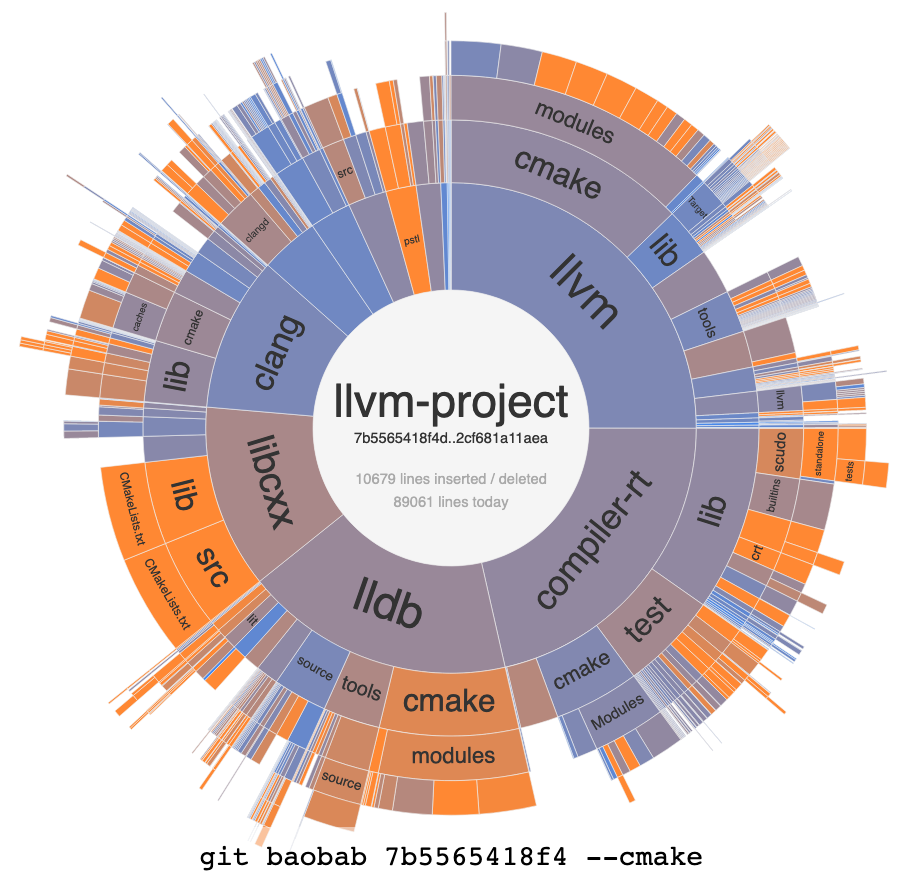 modules
cmake
Target
lib
llvm
tools
llvm
src
pstl
clangd
clang
caches
cmake
lib
llvm-project
7b5565418f4d..2cf681a11aea
10679 lines inserted / deleted
89061 lines today
libcxx
lib
CMakeLists.txt
src
CMakeLists.txt
compiler-rt
lib
scudo
standalone
tests
builtins
crt
test
cmake
Modules
lldb
lit
source
tools
cmake
modules
source
git baobab 7b5565418f4 --cmake